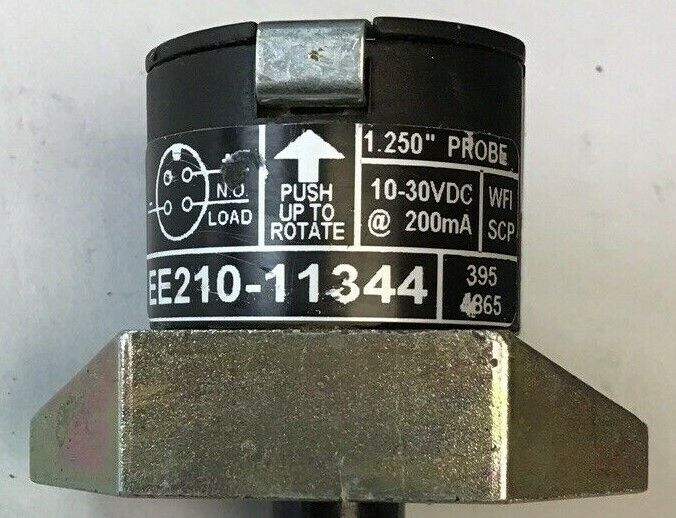 N.O.
LOAD
PUSH
UP TO
ROTATE
1.250" PROBE
10-30VDC
@ 200mA
WFI
SCP
EE210-11344
395
4865